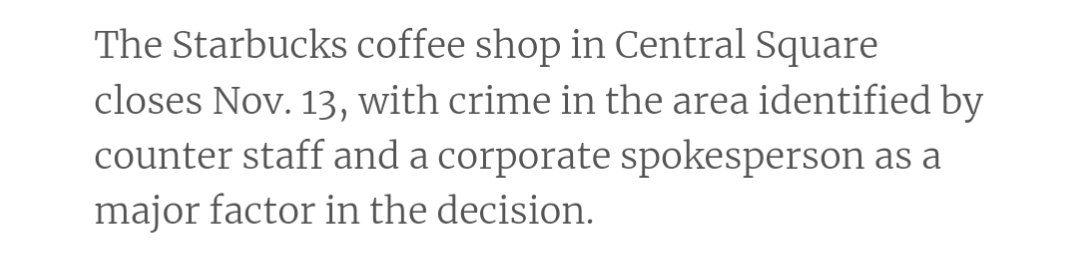 The Starbucks coffee shop in Central Square
closes Nov. 13, with crime in the area identified by
counter staff and a corporate spokesperson as a
major factor in the decision.